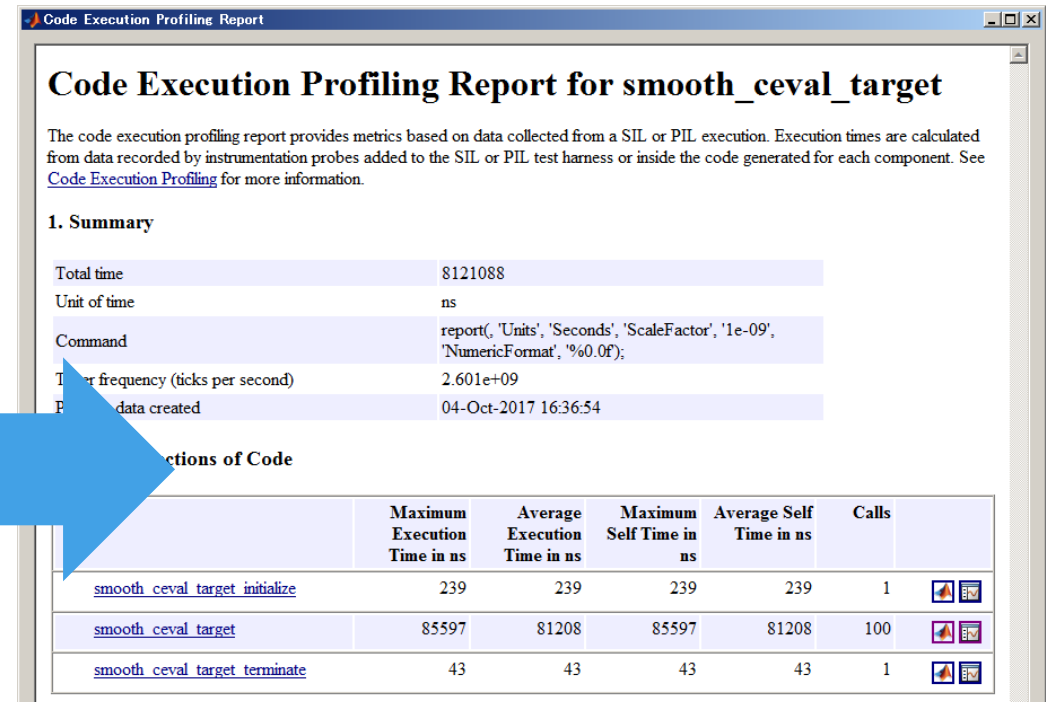 Code Execution Profiling Report
Code Execution Profiling Report for smooth_ceval_target
The code execution profiling report provides metrics based on data collected from a SIL or PIL execution. Execution times are calculated
from data recorded by instrumentation probes added to the SIL or PIL test harness or inside the code generated for each component. See
Code Execution Profiling for more information.
1. Summary
Total time 8121088
Unit of time ns
Command report(, 'Units', 'Seconds', 'ScaleFactor', '1e-09',
'NumericFormat', '%0.0f');
frequency (ticks per second) 2.601e+09
data created 04-Oct-2017 16:36:54
of Code
Maximum Average Maximum Average Self Calls
Execution Execution Self Time in Time in ns
Time in ns Time in ns ns
smooth_ceval_target_initialize 239 239 239 239 1
smooth_ceval_target 85597 81208 85597 81208 100
smooth_ceval_target_terminate 43 43 43 43 1